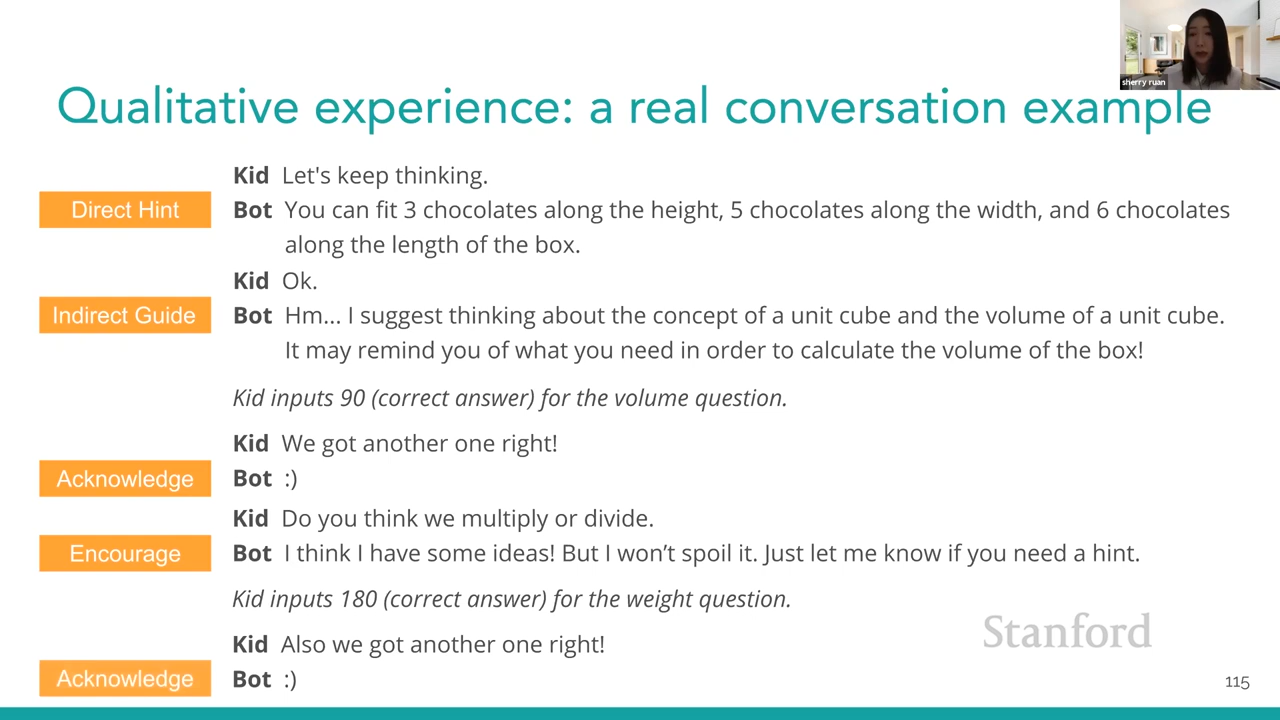 sherry ruan
Qualitative experience: a real conversation example
Kid Let's keep thinking.
Direct Hint
Bot You can fit 3 chocolates along the height, 5 chocolates along the width, and 6 chocolates
along the length of the box.
Kid Ok.
Indirect Guide
Bot Hm... I suggest thinking about the concept of a unit cube and the volume of a unit cube.
It may remind you of what you need in order to calculate the volume of the box!
Kid inputs 90 (correct answer) for the volume question.
Kid We got another one right!
Acknowledge
Bot :)
Kid Do you think we multiply or divide.
Encourage
Bot I think I have some ideas! But I won’t spoil it. Just let me know if you need a hint.
Kid inputs 180 (correct answer) for the weight question.
Stanford
Kid Also we got another one right!
Acknowledge
Bot :)
115